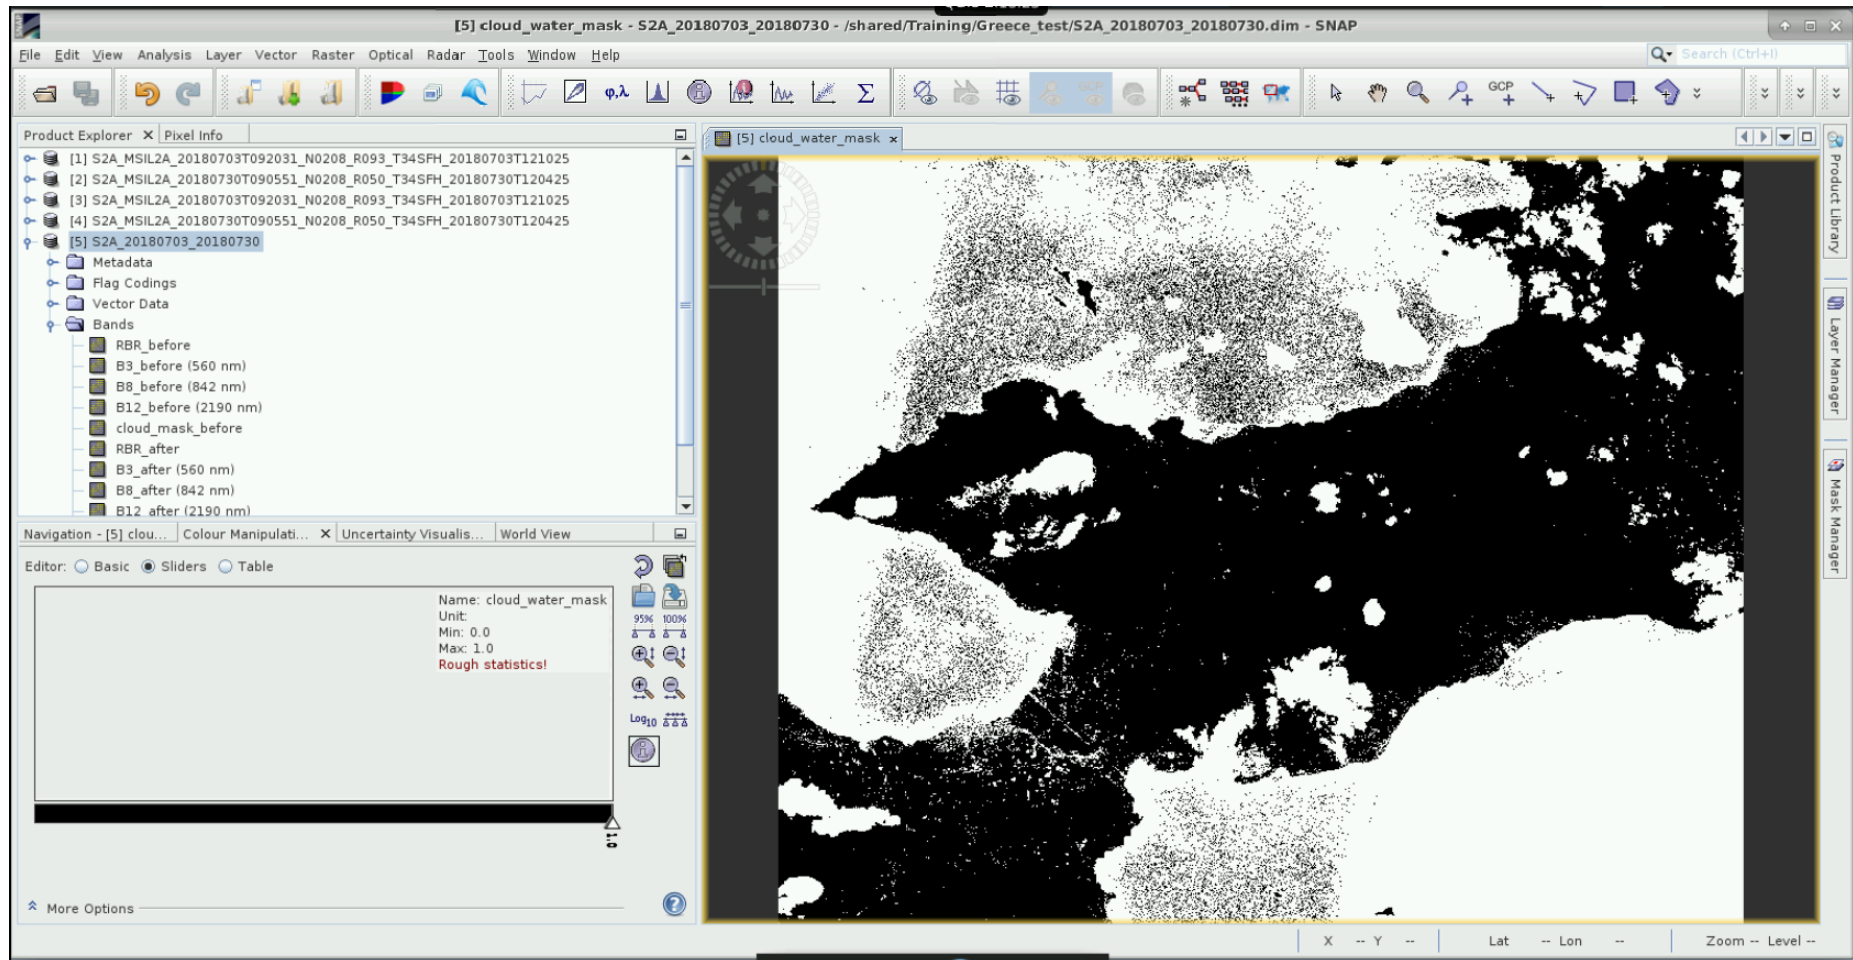 [5] cloud_water_mask - S2A_20180703_20180730 - /shared/Training/Greece_test/S2A_20180703_20180730.dim - SNAP
File Edit View Analysis Layer Vector Raster Optical Radar Tools Window Help
Search (Ctrl+I)
φ,λ
Σ
GCP
GCP
Product Explorer
Pixel Info
[1] S2A_MSIL2A_20180703T092031_N0208_R093_T34SFH_20180703T121025
[2] S2A_MSIL2A_20180730T090551_N0208_R050_T34SFH_20180730T120425
[3] S2A_MSIL2A_20180703T092031_N0208_R093_T34SFH_20180703T121025
[4] S2A_MSIL2A_20180730T090551_N0208_R050_T34SFH_20180730T120425
[5] S2A_20180703_20180730
Metadata
Flag Codings
Vector Data
Bands
RBR_before
B3_before (560 nm)
B8_before (842 nm)
B12_before (2190 nm)
cloud_mask_before
RBR_after
B3_after (560 nm)
B8_after (842 nm)
B12_after (2190 nm)
[5] cloud_water_mask
Product Library
Layer Manager
Mask Manager
Navigation - [5] clou...
Colour Manipulati...
Uncertainty Visualis...
World View
Editor: Basic Sliders Table
Name: cloud_water_mask
Unit:
Min: 0.0
Max: 1.0
Rough statistics!
95% 100%
Log10
1.0
More Options
X -- Y --
Lat -- Lon --
Zoom -- Level --